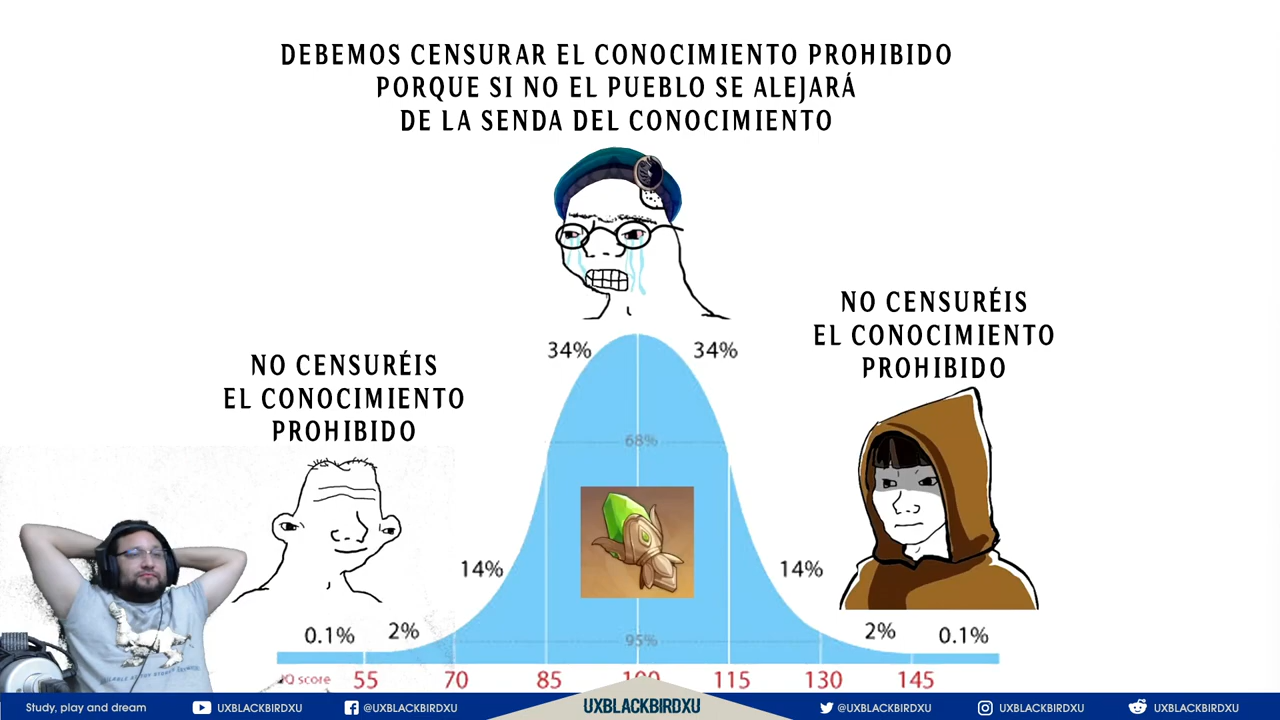 DEBEMOS CENSURAR EL CONOCIMIENTO PROHIBIDO
PORQUE SI NO EL PUEBLO SE ALEJARÁ
DE LA SENDA DEL CONOCIMIENTO
NO CENSURÉIS
EL CONOCIMIENTO
PROHIBIDO
NO CENSURÉIS
EL CONOCIMIENTO
PROHIBIDO
34% 34%
68%
14% 14%
0.1% 2% 95% 2% 0.1%
IQ score 55 70 85 100 115 130 145
Study, play and dream UXBLACKBIRDXU @UXBLACKBIRDXU UXBLACKBIRDXU @UXBLACKBIRDXU UXBLACKBIRDXU UXBLACKBIRDXU